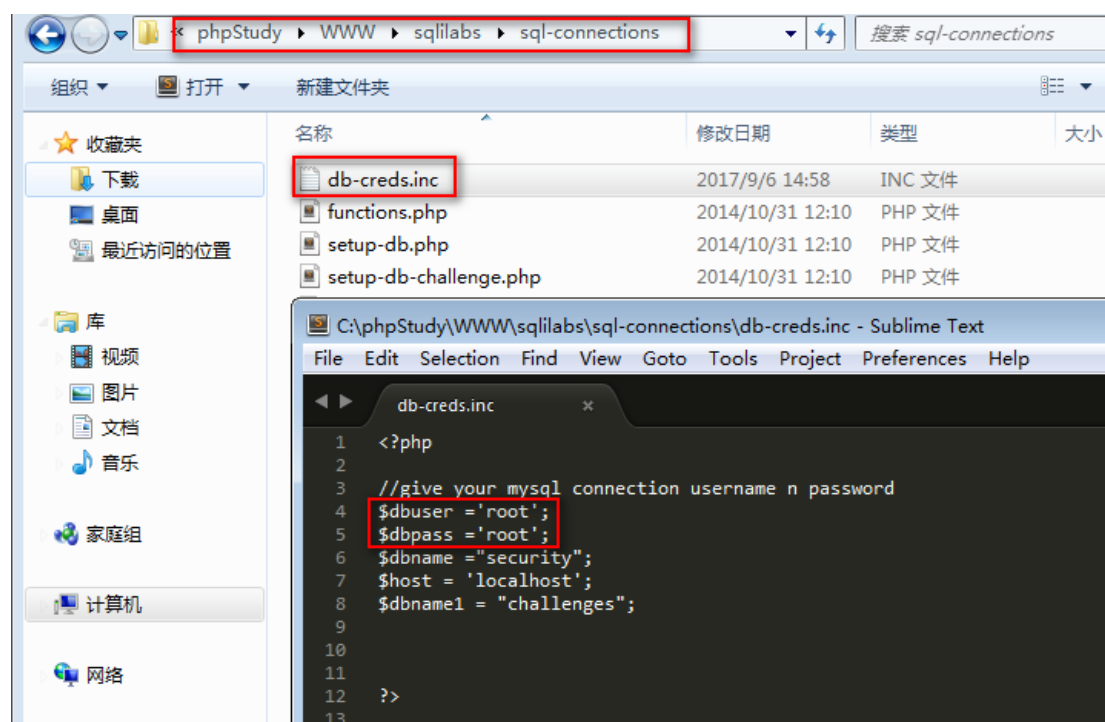 « phpStudy ▸ WWW ▸ sqlilabs ▸ sql-connections
搜索 sql-connections
组织 打开 新建文件夹
名称 修改日期 类型 大小
收藏夹
下载
桌面
最近访问的位置
库
视频
图片
文档
音乐
家庭组
计算机
网络
db-creds.inc 2017/9/6 14:58 INC 文件
functions.php 2014/10/31 12:10 PHP 文件
setup-db.php 2014/10/31 12:10 PHP 文件
setup-db-challenge.php 2014/10/31 12:10 PHP 文件
C:\phpStudy\WWW\sqlilabs\sql-connections\db-creds.inc - Sublime Text
File Edit Selection Find View Goto Tools Project Preferences Help
db-creds.inc ×
1 <?php
2
3 //give your mysql connection username n password
4 $dbuser ='root';
5 $dbpass ='root';
6 $dbname ="security";
7 $host = 'localhost';
8 $dbname1 = "challenges";
9
10
11
12 ?>
13